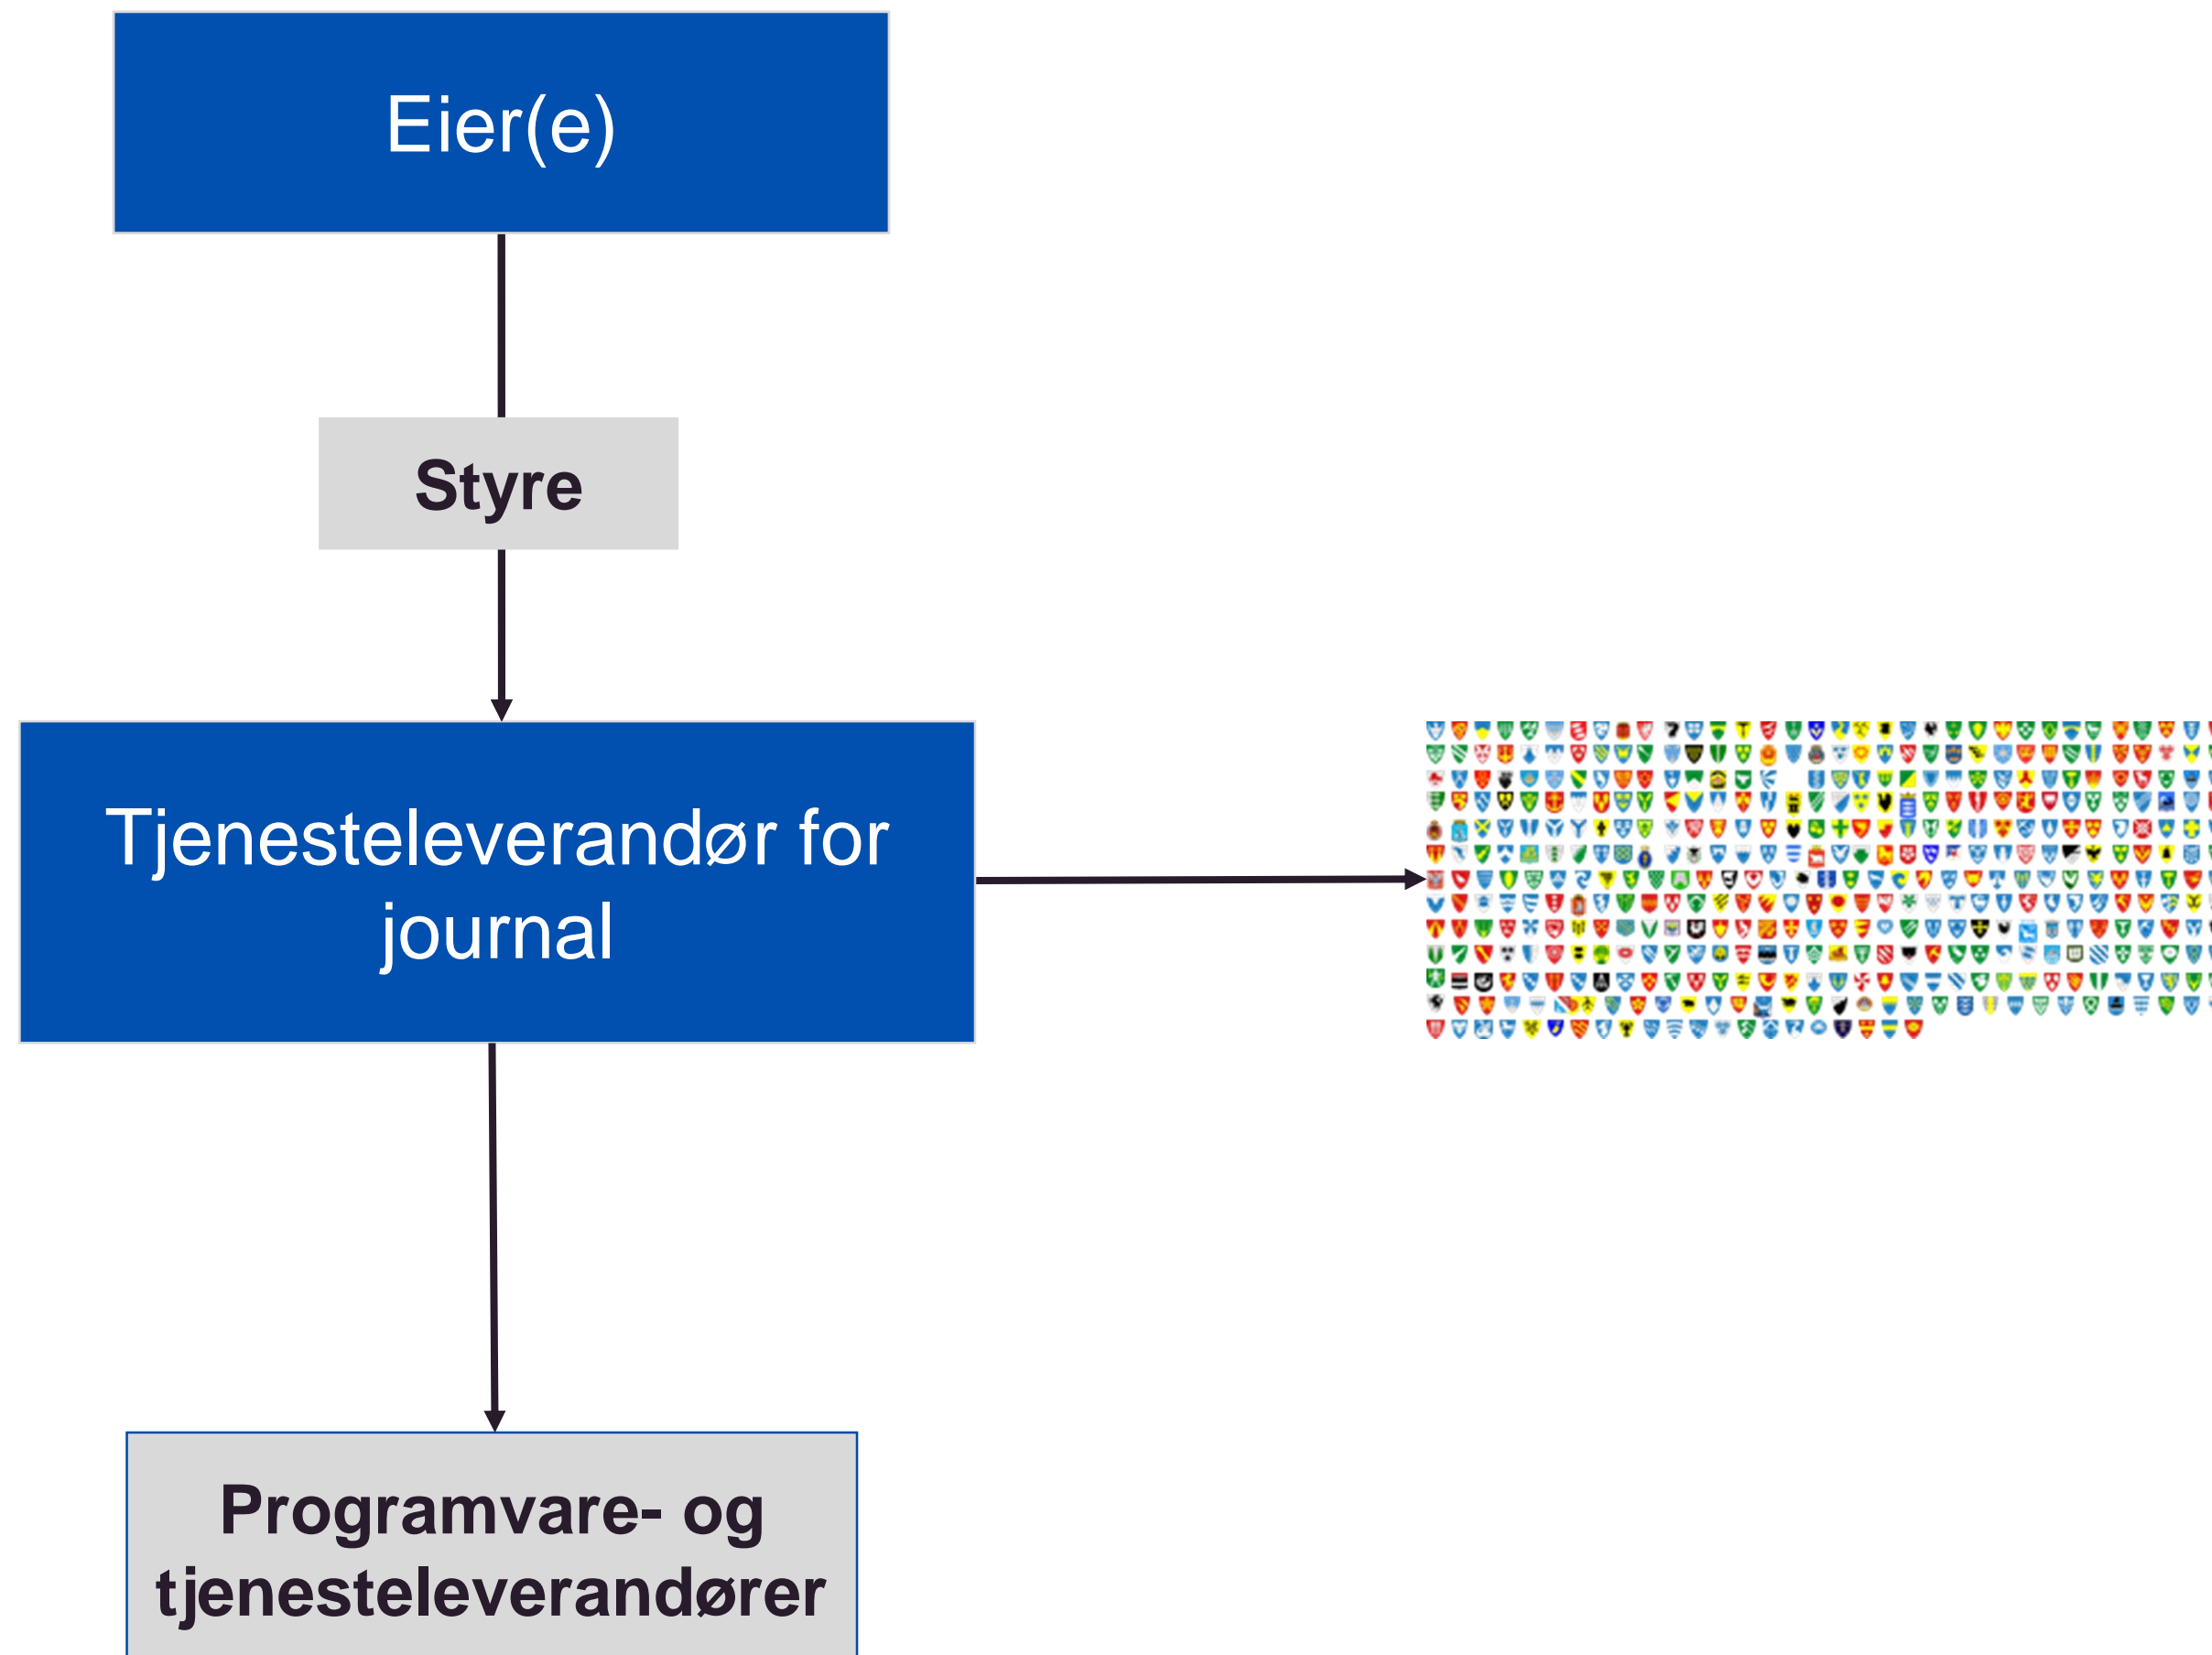 Eier(e)
Styre
Tjenesteleverandør for
journal
Programvare- og
tjenesteleverandører